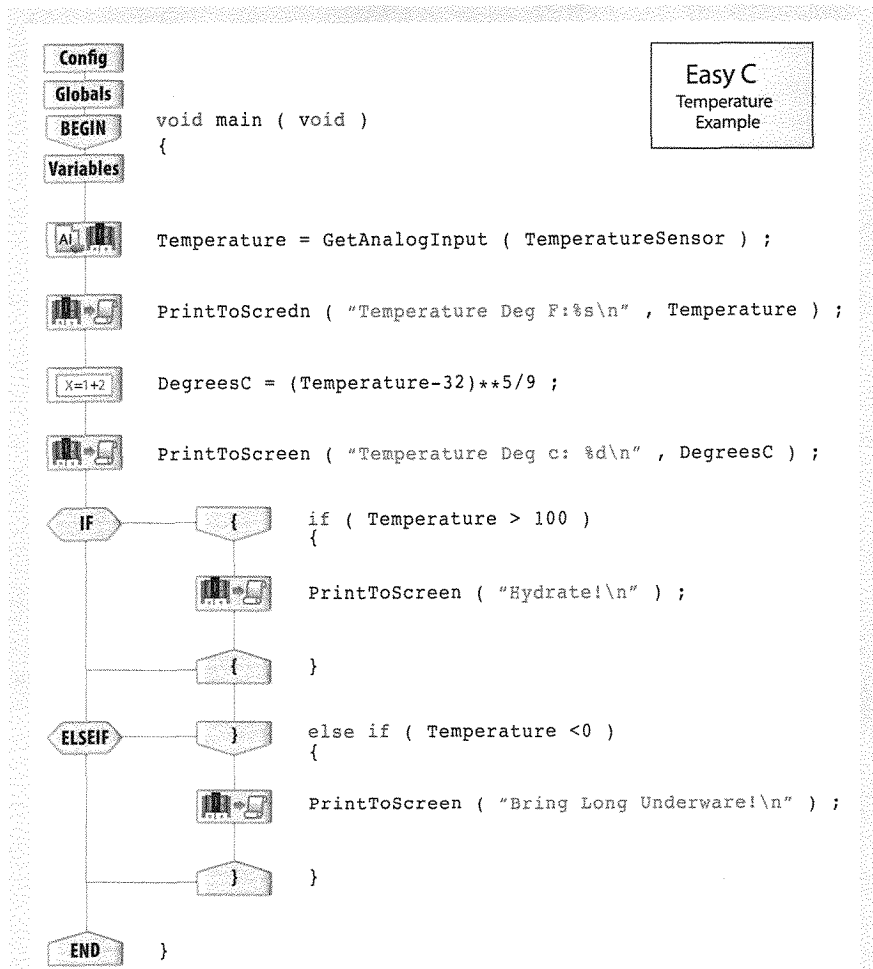 Config
Globals
BEGIN
Variables
Easy C
Temperature
Example
void main ( void )
{
AI
Temperature = GetAnalogInput ( TemperatureSensor ) ;
PrintToScredn ( "Temperature Deg F:%s\n" , Temperature ) ;
X=1+2
DegreesC = (Temperature-32)**5/9 ;
PrintToScreen ( "Temperature Deg c: %d\n" , DegreesC ) ;
IF
{
if ( Temperature > 100 )
{
PrintToScreen ( "Hydrate!\n" ) ;
{
}
ELSEIF
}
else if ( Temperature <0 )
{
PrintToScreen ( "Bring Long Underware!\n" ) ;
}
}
END
}